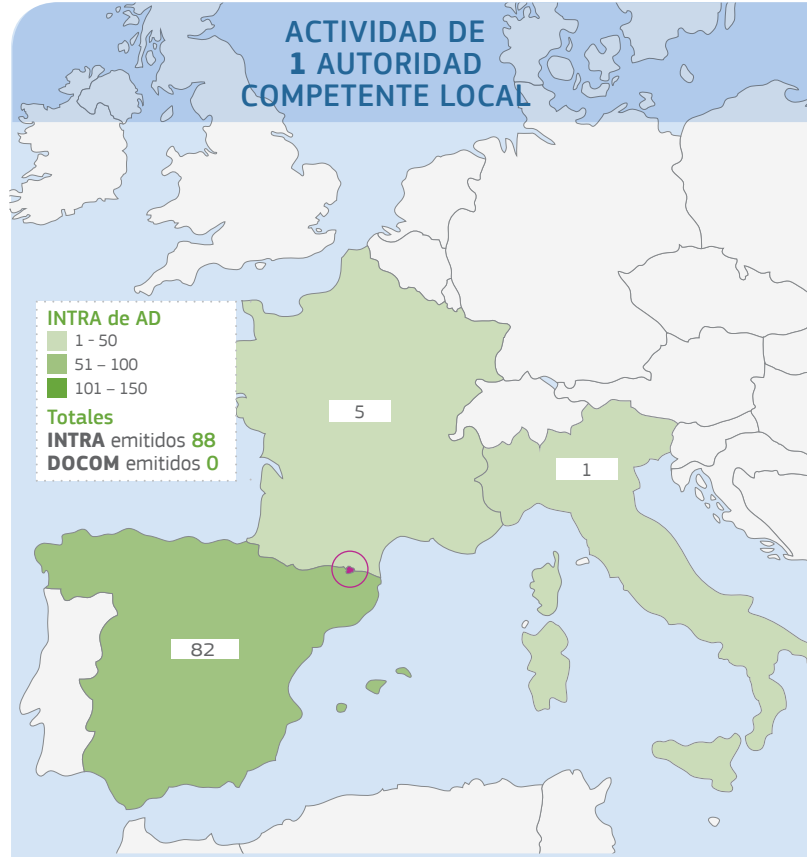 ACTIVIDAD DE
1 AUTORIDAD
COMPETENTE LOCAL
INTRA de AD
1 - 50
51 – 100
101 – 150
Totales
INTRA emitidos 88
DOCOM emitidos 0
5
1
82